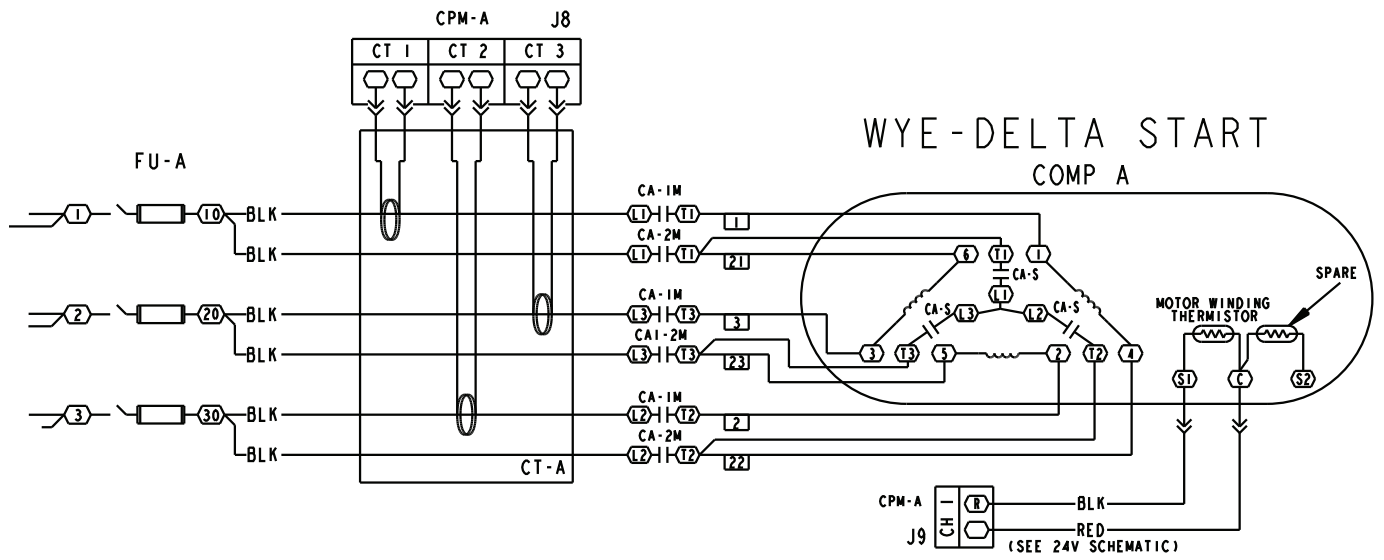 CPM-A J8
CT 1 CT 2 CT 3
WYE-DELTA START
COMP A
FU-A
1 10 BLK L1 CA-1M T1 1
BLK L1 CA-2M T1 21
2 20 BLK L3 CA-1M T3 3
BLK L3 CA1-2M T3 23
3 30 BLK L2 CA-1M T2 2
BLK L2 CA-2M T2 22
CT-A
6 T1 1
CA-S
L1
CA-S L3 L2 CA-S
3 T3 5 2 T2 4
SPARE
MOTOR WINDING
THERMISTOR
S1 C S2
CPM-A
J9
CH 1
R BLK
RED
(SEE 24V SCHEMATIC)